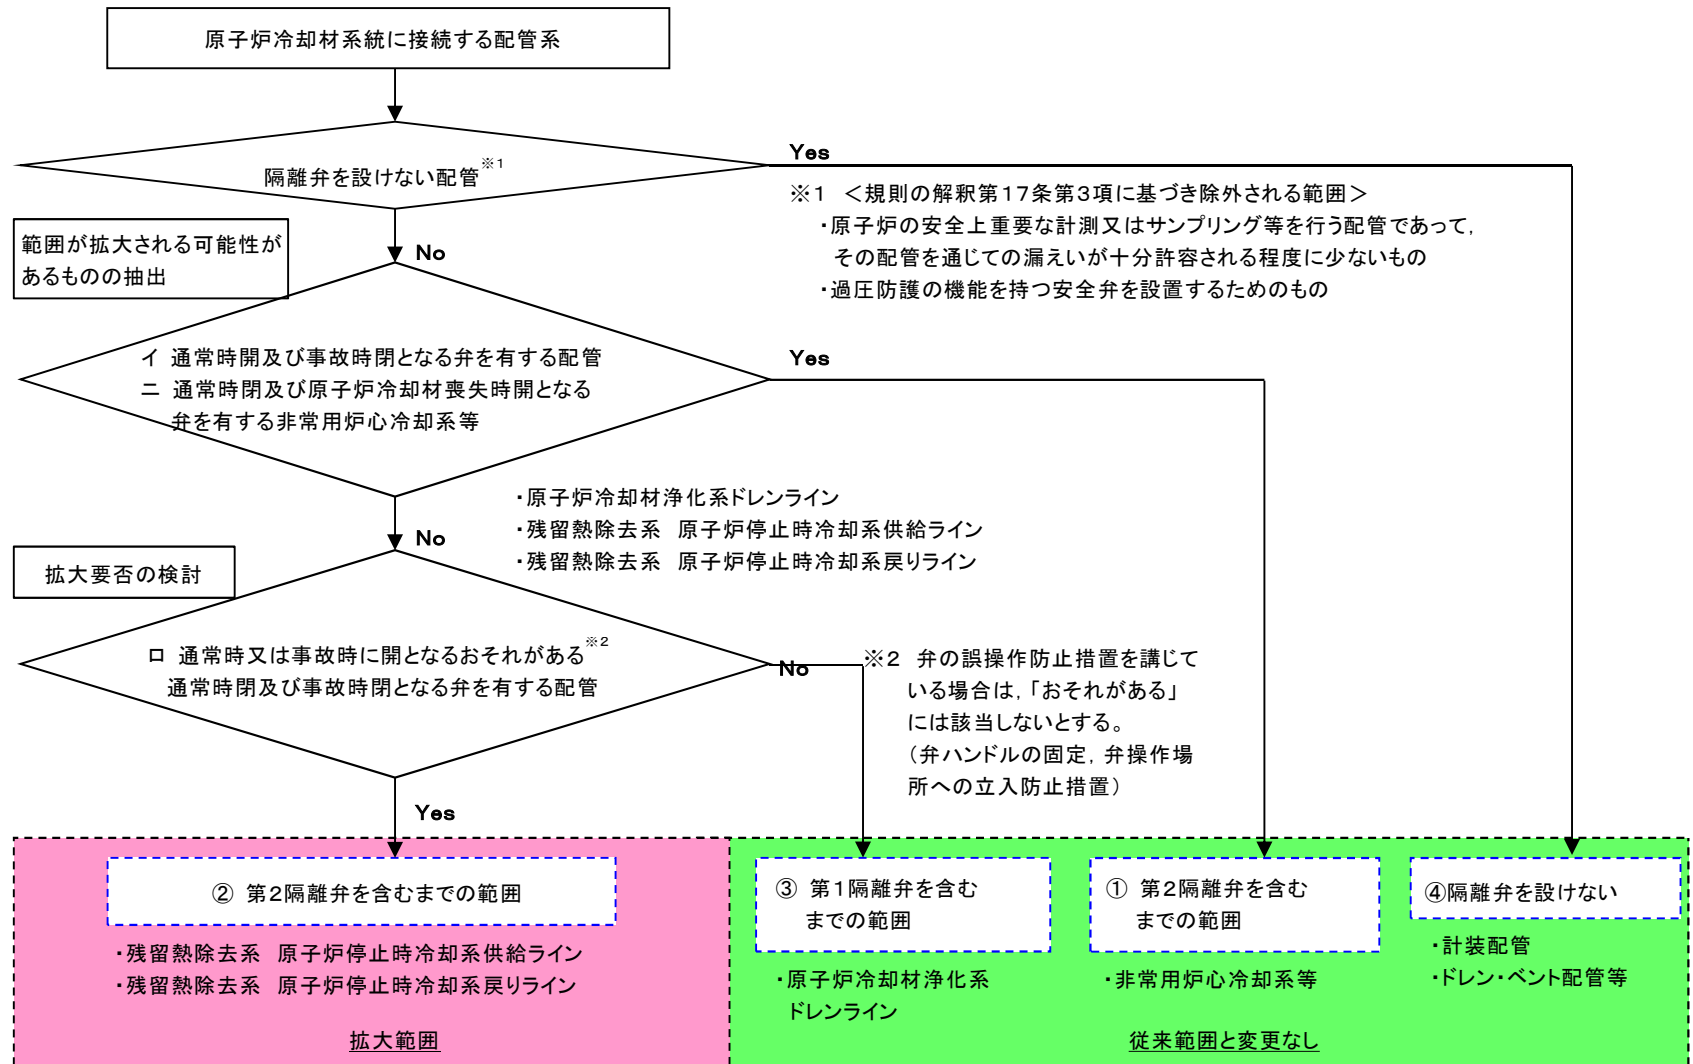 原子炉冷却材系統に接続する配管系
隔離弁を設けない配管※1
Yes
※1 <規則の解釈第17条第3項に基づき除外される範囲>
・原子炉の安全上重要な計測又はサンプリング等を行う配管であって,
その配管を通じての漏えいが十分許容される程度に少ないもの
・過圧防護の機能を持つ安全弁を設置するためのもの
範囲が拡大される可能性が
あるものの抽出
No
イ 通常時開及び事故時閉となる弁を有する配管
ニ 通常時閉及び原子炉冷却材喪失時開となる
弁を有する非常用炉心冷却系等
Yes
・原子炉冷却材浄化系ドレンライン
・残留熱除去系 原子炉停止時冷却系供給ライン
・残留熱除去系 原子炉停止時冷却系戻りライン
No
拡大要否の検討
ロ 通常時又は事故時に開となるおそれがある※2
通常時閉及び事故時閉となる弁を有する配管
No
※2 弁の誤操作防止措置を講じて
いる場合は,「おそれがある」
には該当しないとする。
(弁ハンドルの固定, 弁操作場
所への立入防止措置)
Yes
② 第2隔離弁を含むまでの範囲
・残留熱除去系 原子炉停止時冷却系供給ライン
・残留熱除去系 原子炉停止時冷却系戻りライン
拡大範囲
③ 第1隔離弁を含む
までの範囲
・原子炉冷却材浄化系
ドレンライン
① 第2隔離弁を含む
までの範囲
・非常用炉心冷却系等
④隔離弁を設けない
・計装配管
・ドレン・ベント配管等
従来範囲と変更なし